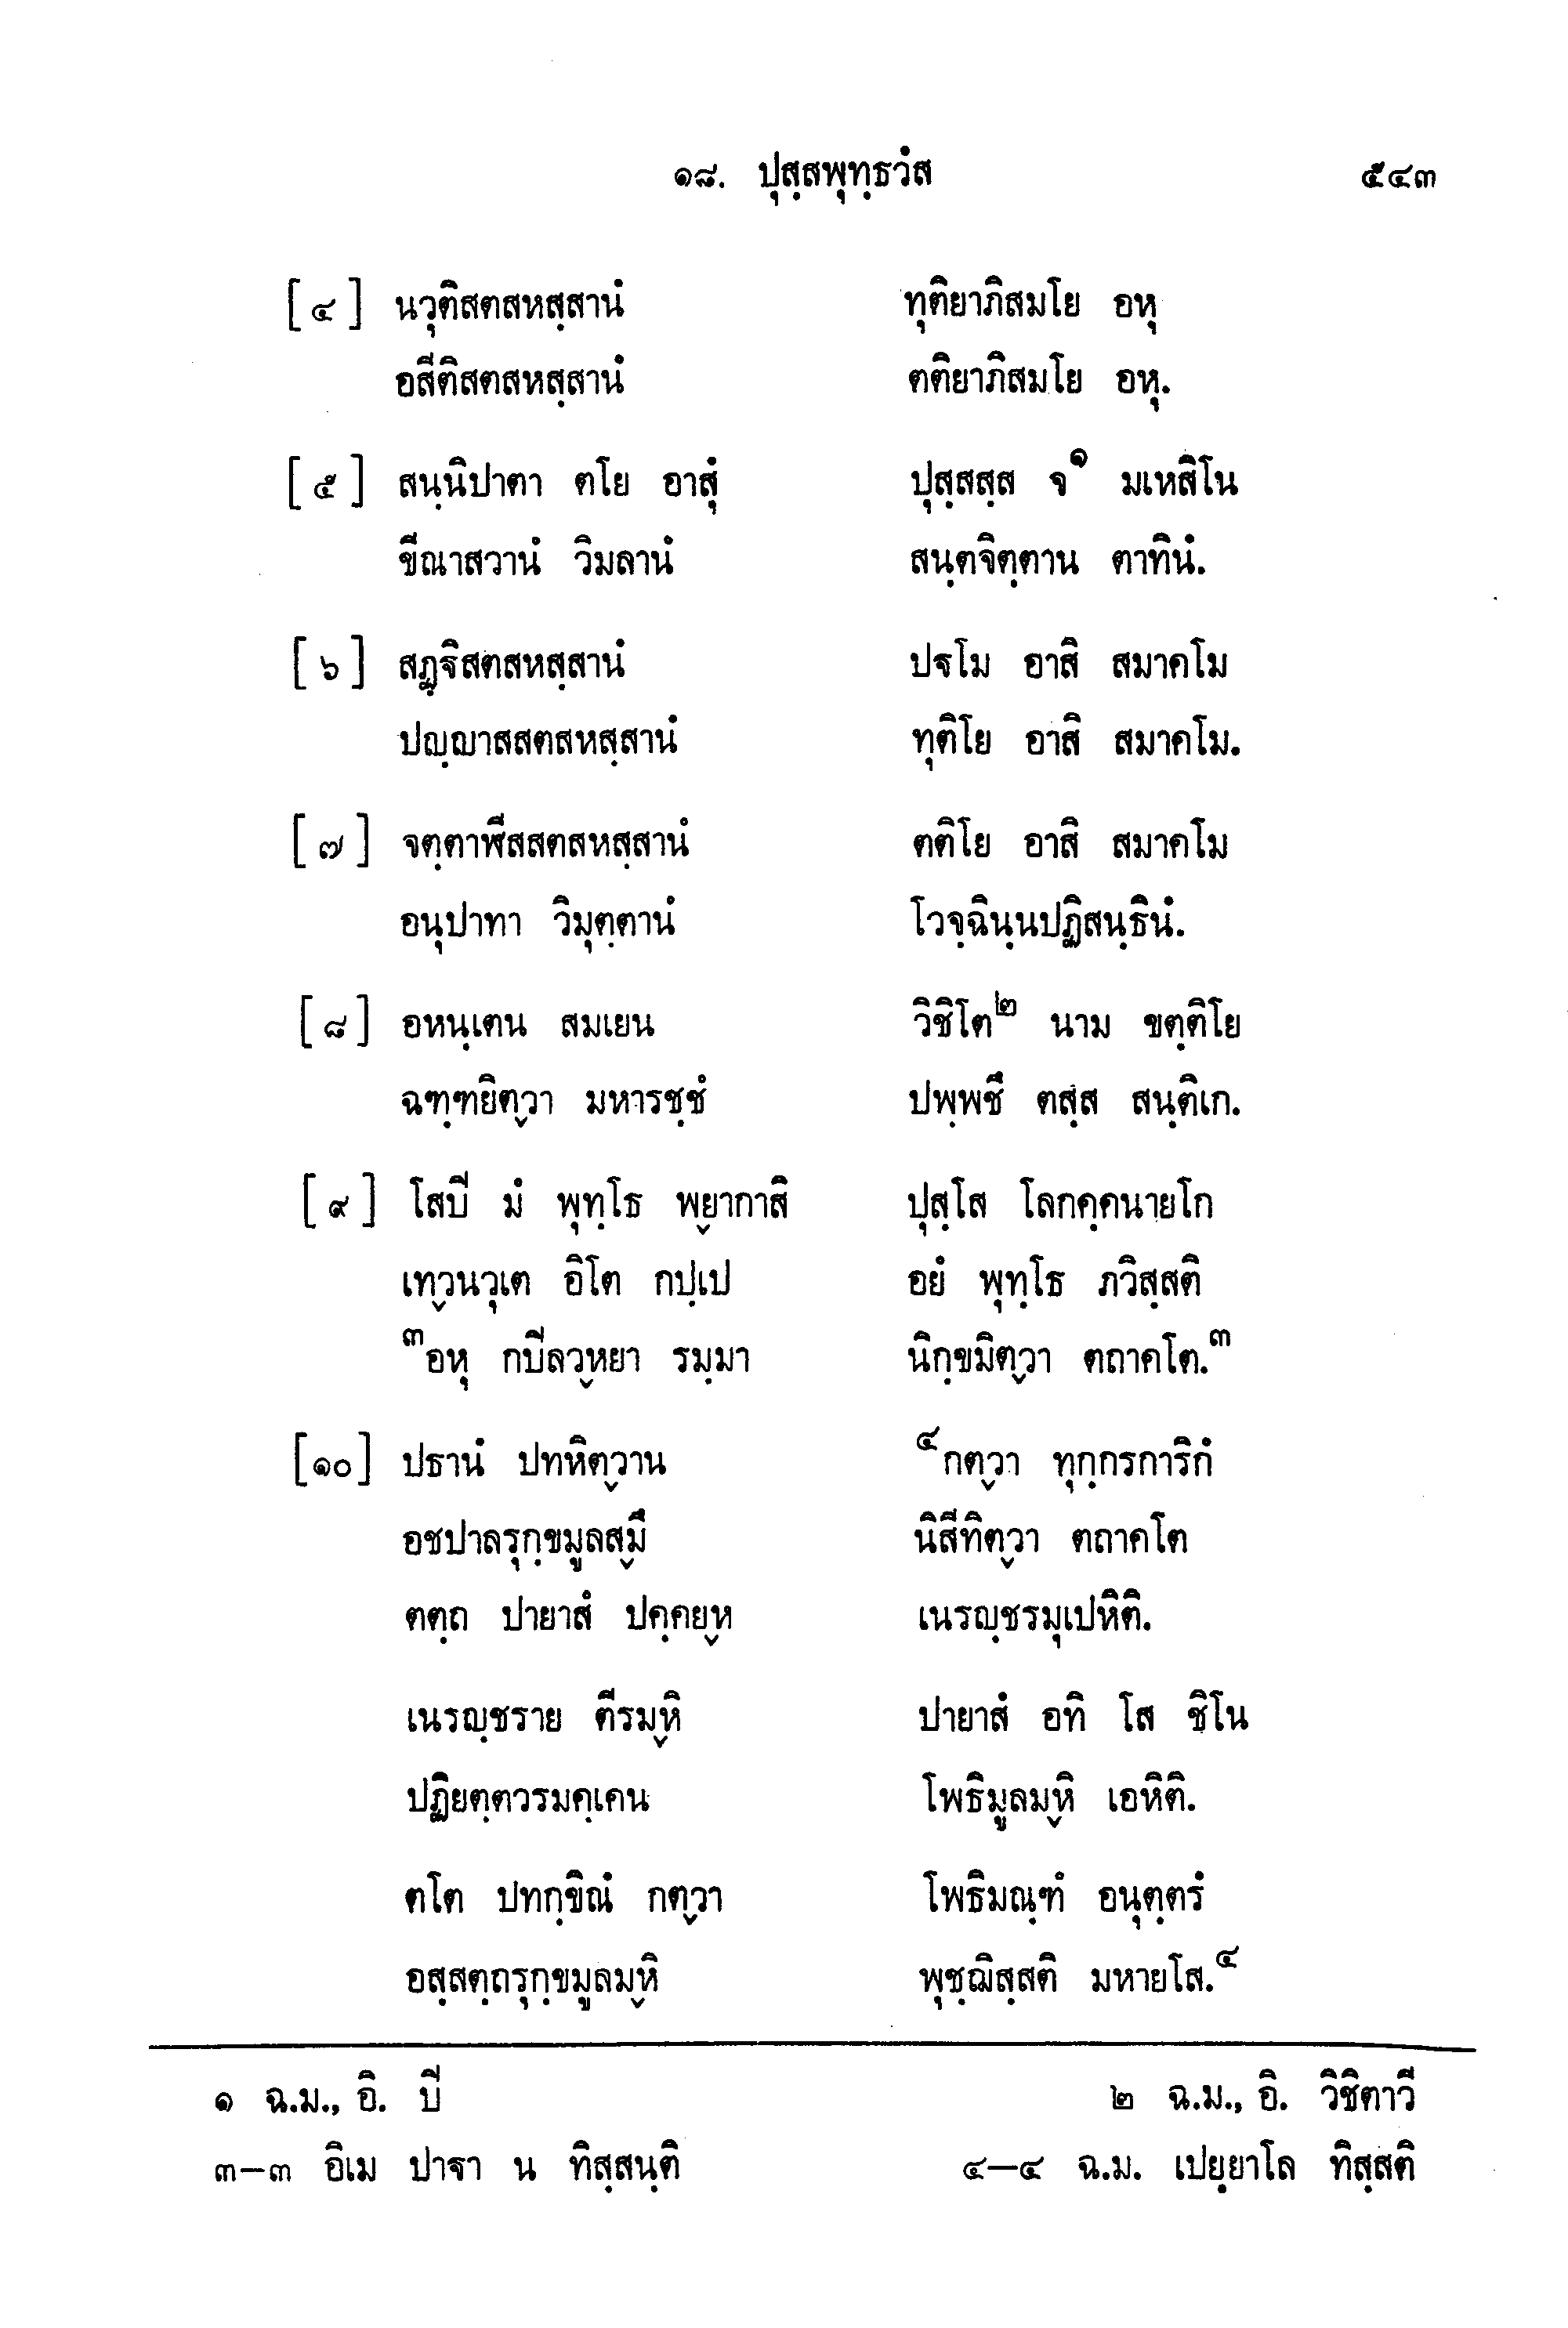 ๑๘. ปุสฺสพุทฺธวํส ๕๔๓
[๔] นวุติสตสหสฺสานํ ทุติยาภิสมโย อหุ
อสีติสตสหสฺสานํ ตติยาภิสมโย อหุ.
[๕] สนฺนิปาตา ตโย อาสุํ ปุสฺสสฺส จ๑ มเหสิโน
ขีณาสวานํ วิมลานํ สนฺตจิตฺตาน ตาทินํ.
[๖] สฏฺฐิสตสหสฺสานํ ปฐโม อาสิ สมาคโม
ปญฺญาสสตสหสฺสานํ ทุติโย อาสิ สมาคโม.
[๗] จตฺตาฬีสสตสหสฺสานํ ตติโย อาสิ สมาคโม
อนุปาทา วิมุตฺตานํ โวจฺฉินฺนปฏิสนฺธินํ.
[๘] อหนฺเตน สมเยน วิชิโต๒ นาม ขตฺติโย
ฉฑฺฑยิตฺวา มหารชฺชํ ปพฺพชึ ตสฺส สนฺติเก.
[๙] โสปิ มํ พุทฺโธ พฺยากาสิ ปุสฺโส โลกคฺคนายโก
เทฺวนวุเต อิโต กปฺเป อยํ พุทฺโธ ภวิสฺสติ
๓อหุ กปิลวฺหยา รมฺมา นิกฺขมิตฺวา ตถาคโต.๓
[๑๐] ปธานํ ปทหิตฺวาน ๔กตฺวา ทุกฺกรการิกํ
อชปาลรุกฺขมูลสฺมึ นิสีทิตฺวา ตถาคโต
ตตฺถ ปายาสํ ปคฺคยฺห เนรญฺชรมุเปหิติ.
เนรญฺชราย ตีรมฺหิ ปายาสํ อทิ โส ชิโน
ปฏิยตฺตวรมคฺเคน โพธิมูลมฺหิ เอหิติ.
ตโต ปทกฺขิณํ กตฺวา โพธิมณฺฑํ อนุตฺตรํ
อสฺสตฺถรุกฺขมูลมฺหิ พุชฺฌิสฺสติ มหายโส.๔
๑ ฉ.ม., อิ. ปิ ๒ ฉ.ม., อิ. วิชิตาวี
๓–๓ อิเม ปาฐา น ทิสฺสนฺติ ๔–๔ ฉ.ม. เปยฺยาโล ทิสฺสติ